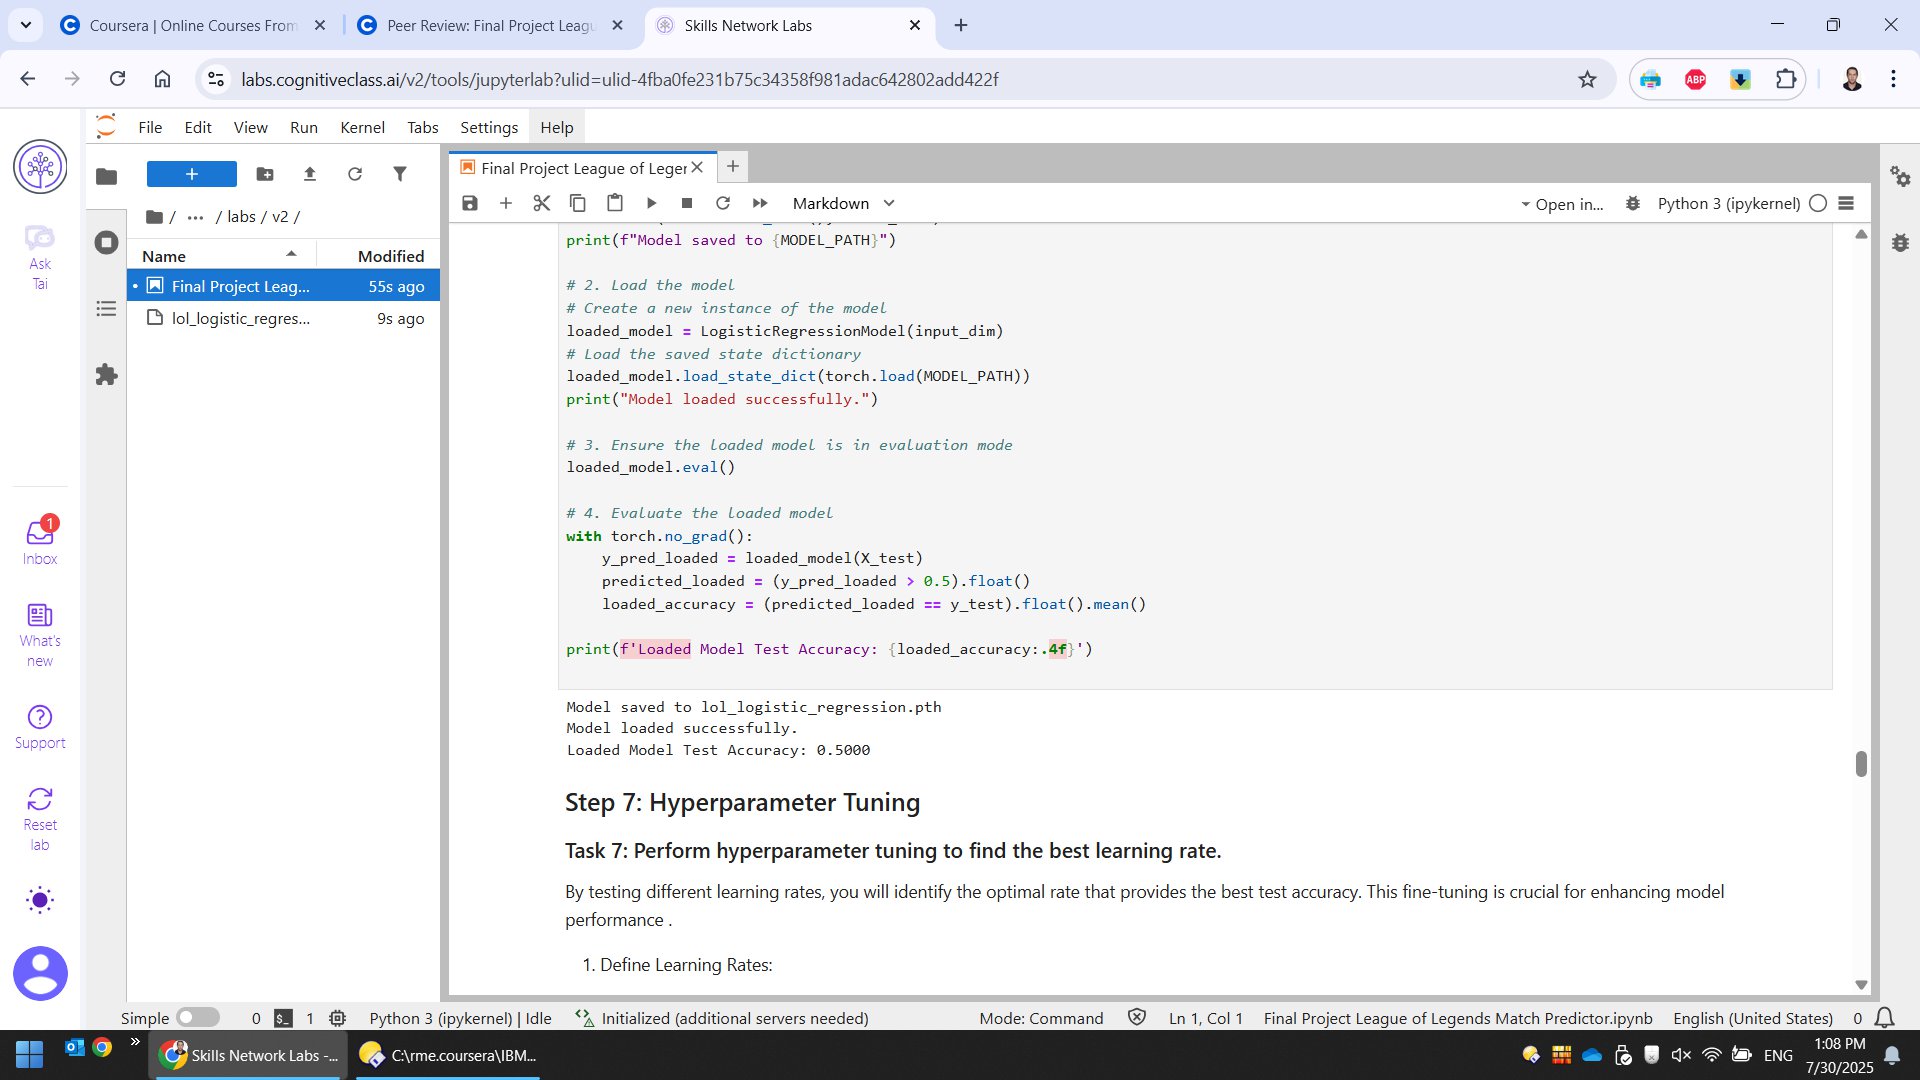 Coursera | Online Courses From
Peer Review: Final Project Leagu
Skills Network Labs
labs.cognitiveclass.ai/v2/tools/jupyterlab?ulid=ulid-4fba0fe231b75c34358f981adac642802add422f
ABP
File Edit View Run Kernel Tabs Settings Help
Ask
Tai
1
Inbox
What's
new
Support
Reset
lab
+
/ ... / labs / v2 /
Name Modified
Final Project Leag... 55s ago
lol_logistic_regres... 9s ago
Final Project League of Leger
Markdown
Open in...
Python 3 (ipykernel)
print(f"Model saved to {MODEL_PATH}")
# 2. Load the model
# Create a new instance of the model
loaded_model = LogisticRegressionModel(input_dim)
# Load the saved state dictionary
loaded_model.load_state_dict(torch.load(MODEL_PATH))
print("Model loaded successfully.")
# 3. Ensure the loaded model is in evaluation mode
loaded_model.eval()
# 4. Evaluate the loaded model
with torch.no_grad():
y_pred_loaded = loaded_model(X_test)
predicted_loaded = (y_pred_loaded > 0.5).float()
loaded_accuracy = (predicted_loaded == y_test).float().mean()
print(f'Loaded Model Test Accuracy: {loaded_accuracy:.4f}')
Model saved to lol_logistic_regression.pth
Model loaded successfully.
Loaded Model Test Accuracy: 0.5000
Step 7: Hyperparameter Tuning
Task 7: Perform hyperparameter tuning to find the best learning rate.
By testing different learning rates, you will identify the optimal rate that provides the best test accuracy. This fine-tuning is crucial for enhancing model
performance .
1. Define Learning Rates:
Simple 0 $_ 1 Python 3 (ipykernel) | Idle Initialized (additional servers needed) Mode: Command Ln 1, Col 1 Final Project League of Legends Match Predictor.ipynb English (United States) 0
Skills Network Labs -...
C:\rme.coursera\IBM...
ENG
1:08 PM
7/30/2025